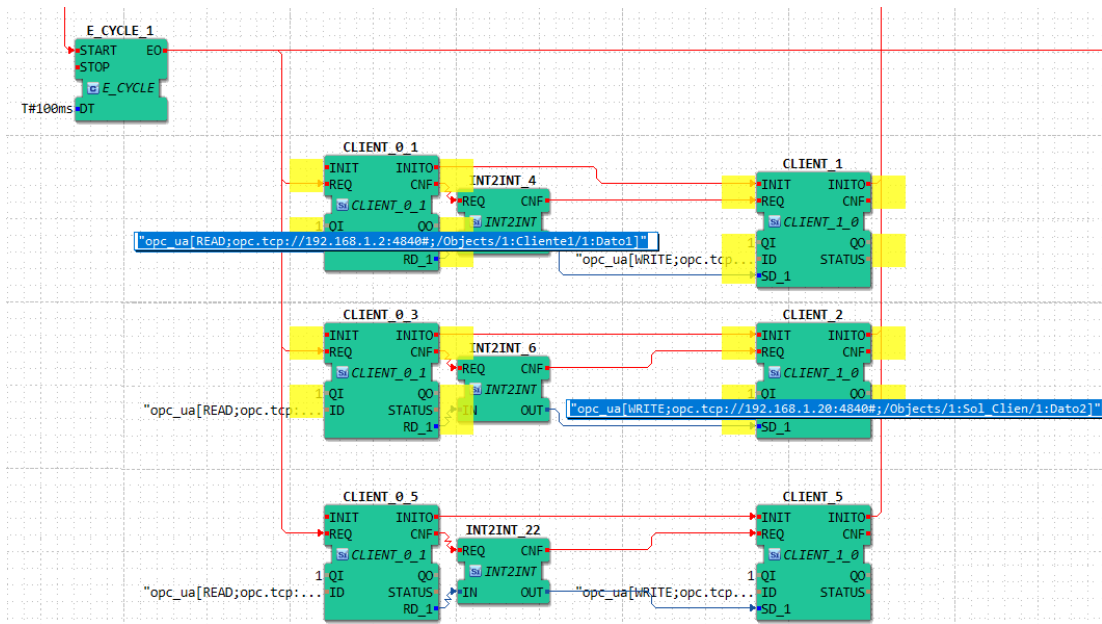 E_CYCLE_1
START EO
STOP
E_CYCLE
T#100ms DT
CLIENT_0_1
INIT INITO
REQ CNF
CLIENT_0_1
1 QI QO
"opc_ua[READ;opc.tcp://192.168.1.2:4840#;/Objects/1:Cliente1/1:Dato1]"
RD_1
INT2INT_4
REQ CNF
INT2INT
CLIENT_1
INIT INITO
REQ CNF
CLIENT_1_0
1 QI QO
"opc_ua[WRITE;opc.tcp... ID STATUS
SD_1
CLIENT_0_3
INIT INITO
REQ CNF
CLIENT_0_1
1 QI QO
"opc_ua[READ;opc.tcp:... ID STATUS
RD_1
INT2INT_6
REQ CNF
INT2INT
IN OUT
CLIENT_2
INIT INITO
REQ CNF
CLIENT_1_0
1 QI QO
"opc_ua[WRITE;opc.tcp://192.168.1.20:4840#;/Objects/1:Sol_Clien/1:Dato2]"
SD_1
CLIENT_0_5
INIT INITO
REQ CNF
CLIENT_0_1
1 QI QO
"opc_ua[READ;opc.tcp:... ID STATUS
RD_1
INT2INT_22
REQ CNF
INT2INT
IN OUT
CLIENT_5
INIT INITO
REQ CNF
CLIENT_1_0
1 QI QO
"opc_ua[WRITE;opc.tcp... ID STATUS
SD_1